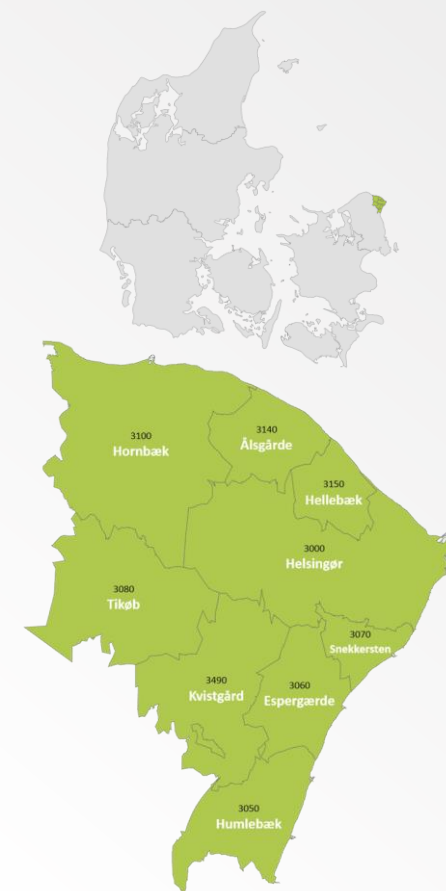 3100
Hornbæk
3140
Ålsgårde
3150
Hellebæk
3000
Helsingør
3080
Tikøb
3070
Snekkersten
3490
Kvistgård
3060
Espergærde
3050
Humlebæk